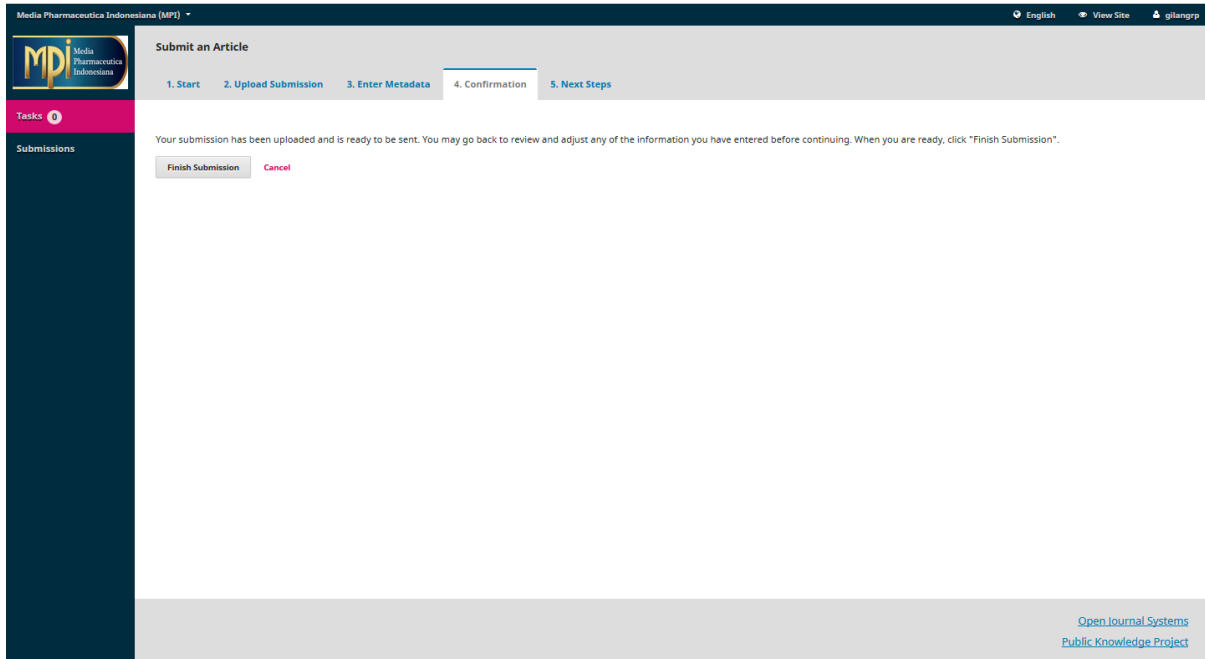 Media Pharmaceutica Indonesiana (MPI)
English View Site gilangrp
MPI Media
Pharmaceutica
Indonesiana
Submit an Article
1. Start 2. Upload Submission 3. Enter Metadata 4. Confirmation 5. Next Steps
Tasks 0
Submissions
Your submission has been uploaded and is ready to be sent. You may go back to review and adjust any of the information you have entered before continuing. When you are ready, click "Finish Submission".
Finish Submission Cancel
Open Journal Systems
Public Knowledge Project